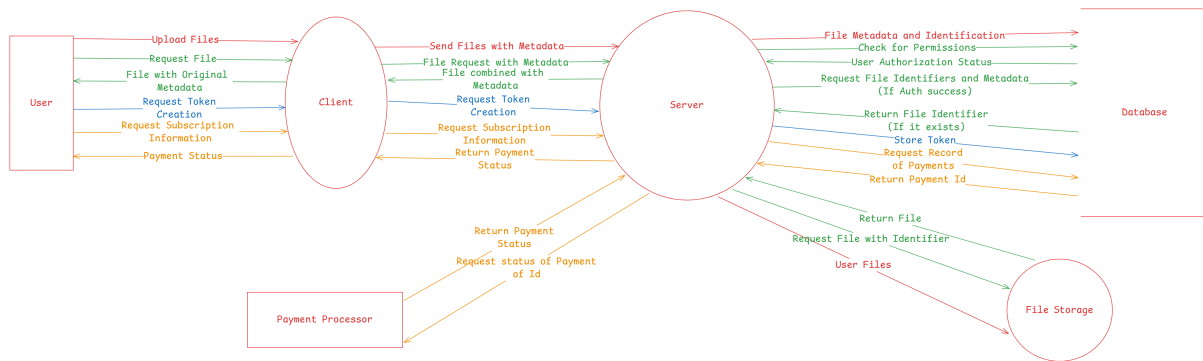 User
Upload Files
Request File
File with Original
Metadata
Request Token
Creation
Request Subscription
Information
Payment Status
Client
Send Files with Metadata
File Request with Metadata
File combined with
Metadata
Request Token
Creation
Request Subscription
Information
Return Payment
Status
Server
File Metadata and Identification
Check for Permissions
User Authorization Status
Request File Identifiers and Metadata
(If Auth success)
Return File Identifier
(If it exists)
Store Token
Request Record
of Payments
Return Payment Id
Database
Return Payment
Status
Request status of Payment
of Id
Payment Processor
Return File
Request File with Identifier
User Files
File Storage